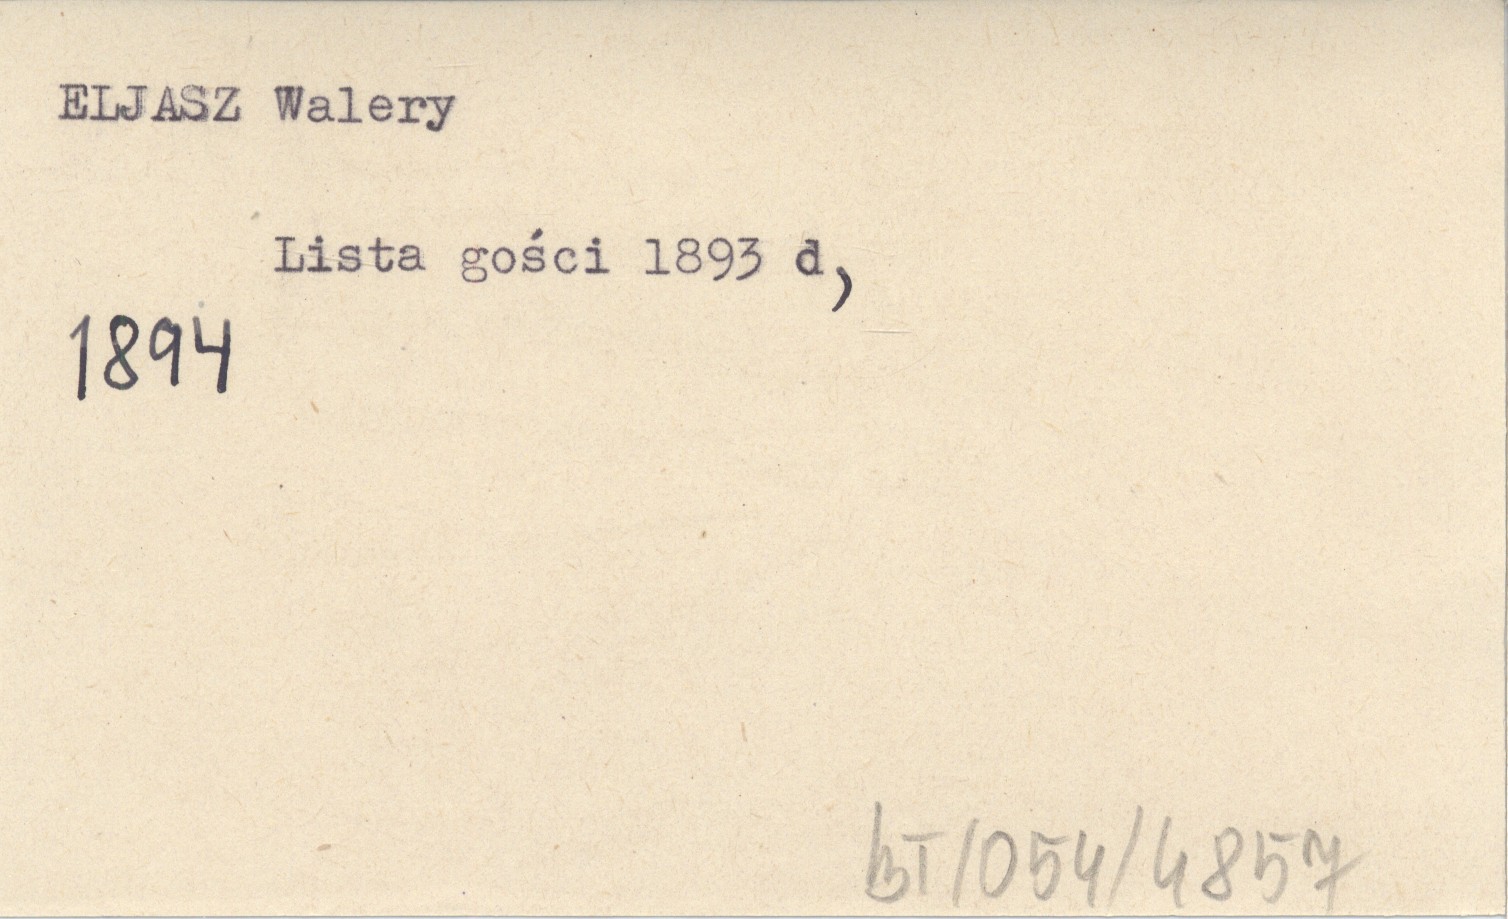 ELJASZ Walery
Lista gości 1893 d,
1894
BT/054/4857